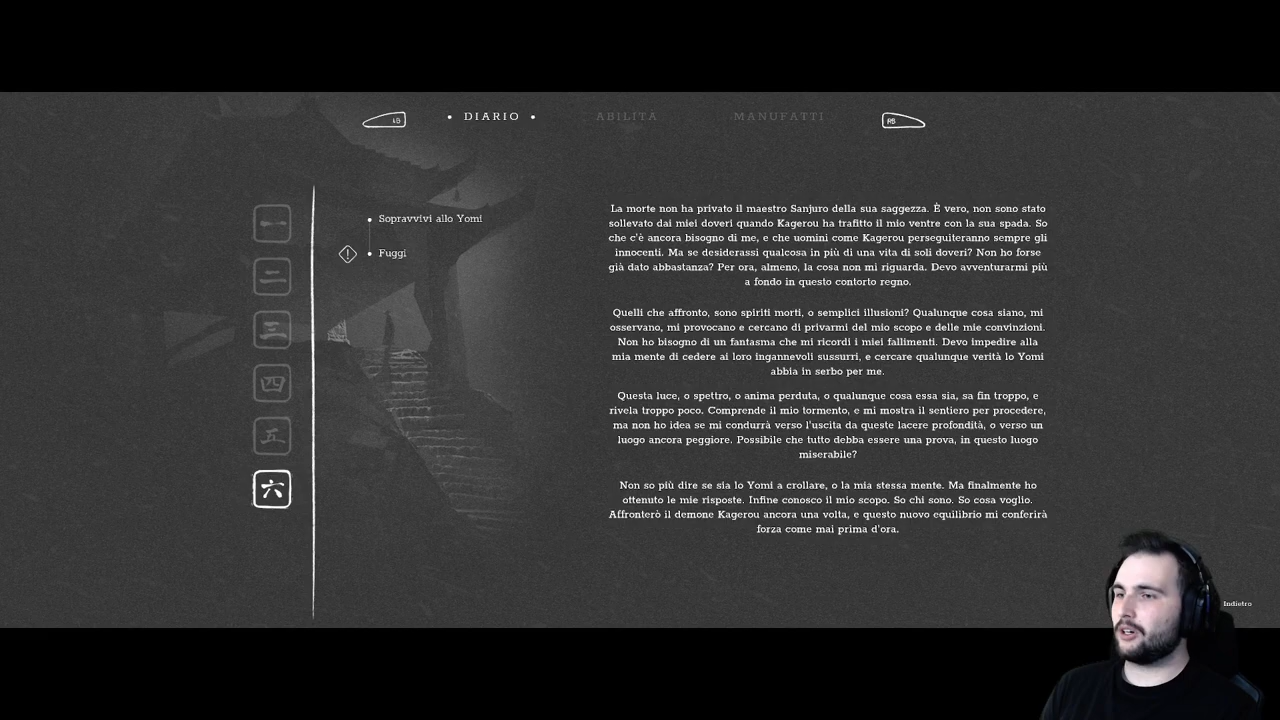 LB
• DIARIO •
ABILITÀ
MANUFATTI
RB
一
二
三
四
五
六
• Sopravvivi allo Yomi
! • Fuggi
La morte non ha privato il maestro Sanjuro della sua saggezza. È vero, non sono stato
sollevato dai miei doveri quando Kagerou ha trafitto il mio ventre con la sua spada. So
che c'è ancora bisogno di me, e che uomini come Kagerou perseguiteranno sempre gli
innocenti. Ma se desiderassi qualcosa in più di una vita di soli doveri? Non ho forse
già dato abbastanza? Per ora, almeno, la cosa non mi riguarda. Devo avventurarmi più
a fondo in questo contorto regno.
Quelli che affronto, sono spiriti morti, o semplici illusioni? Qualunque cosa siano, mi
osservano, mi provocano e cercano di privarmi del mio scopo e delle mie convinzioni.
Non ho bisogno di un fantasma che mi ricordi i miei fallimenti. Devo impedire alla
mia mente di cedere ai loro ingannevoli sussurri, e cercare qualunque verità lo Yomi
abbia in serbo per me.
Questa luce, o spettro, o anima perduta, o qualunque cosa essa sia, sa fin troppo, e
rivela troppo poco. Comprende il mio tormento, e mi mostra il sentiero per procedere,
ma non ho idea se mi condurrà verso l'uscita da queste lacere profondità, o verso un
luogo ancora peggiore. Possibile che tutto debba essere una prova, in questo luogo
miserabile?
Non so più dire se sia lo Yomi a crollare, o la mia stessa mente. Ma finalmente ho
ottenuto le mie risposte. Infine conosco il mio scopo. So chi sono. So cosa voglio.
Affronterò il demone Kagerou ancora una volta, e questo nuovo equilibrio mi conferirà
forza come mai prima d'ora.
Indietro